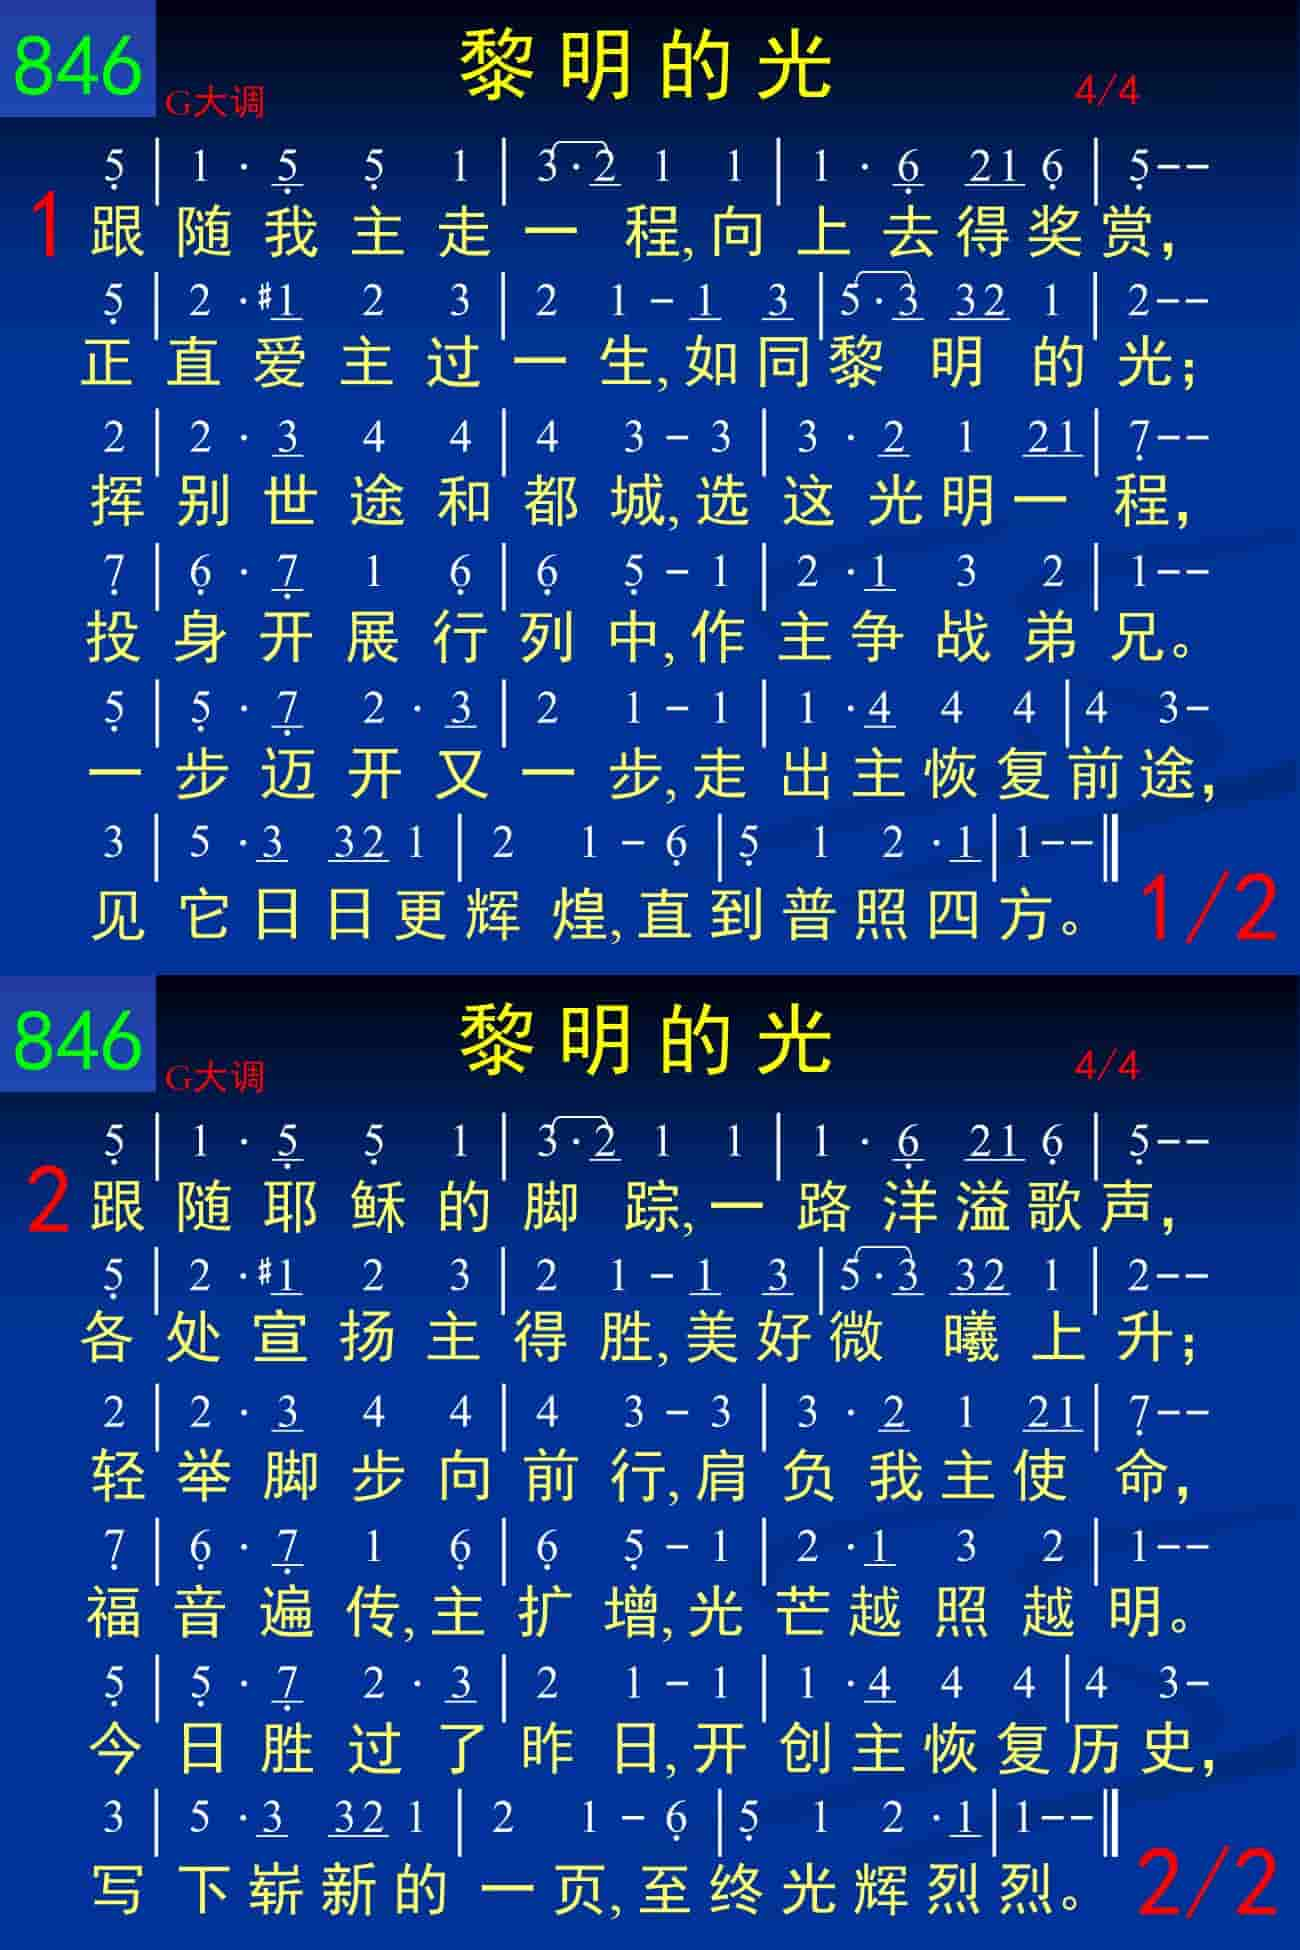 846 黎明的光
G大调 4/4
5̣ | 1 · 5̣ 5̣ 1 | 3 · 2 1 1 | 1 · 6̣ 21 6̣ | 5̣--
1 跟随我主走一程,向上去得奖赏,
5̣ | 2 · #1 2 3 | 2 1 - 1 3 | 5 · 3 32 1 | 2--
正直爱主过一生,如同黎明的光;
2 | 2 · 3 4 4 | 4 3 - 3 | 3 · 2 1 21 | 7̣--
挥别世途和都城,选这光明一程,
7̣ | 6̣ · 7̣ 1 6̣ | 6̣ 5̣ - 1 | 2 · 1 3 2 | 1--
投身开展行列中,作主争战弟兄。
5̣ | 5̣ · 7̣ 2 · 3 | 2 1 - 1 | 1 · 4 4 4 | 4 3-
一步迈开又一步,走出主恢复前途,
3 | 5 · 3 32 1 | 2 1 - 6̣ | 5̣ 1 2 · 1 | 1--‖
见它日日更辉煌,直到普照四方。 1/2
846 黎明的光
G大调 4/4
5̣ | 1 · 5̣ 5̣ 1 | 3 · 2 1 1 | 1 · 6̣ 21 6̣ | 5̣--
2 跟随耶稣的脚踪,一路洋溢歌声,
5̣ | 2 · #1 2 3 | 2 1 - 1 3 | 5 · 3 32 1 | 2--
各处宣扬主得胜,美好微曦上升;
2 | 2 · 3 4 4 | 4 3 - 3 | 3 · 2 1 21 | 7̣--
轻举脚步向前行,肩负我主使命,
7̣ | 6̣ · 7̣ 1 6̣ | 6̣ 5̣ - 1 | 2 · 1 3 2 | 1--
福音遍传,主扩增,光芒越照越明。
5̣ | 5̣ · 7̣ 2 · 3 | 2 1 - 1 | 1 · 4 4 4 | 4 3-
今日胜过了昨日,开创主恢复历史,
3 | 5 · 3 32 1 | 2 1 - 6̣ | 5̣ 1 2 · 1 | 1--‖
写下崭新的一页,至终光辉烈烈。 2/2